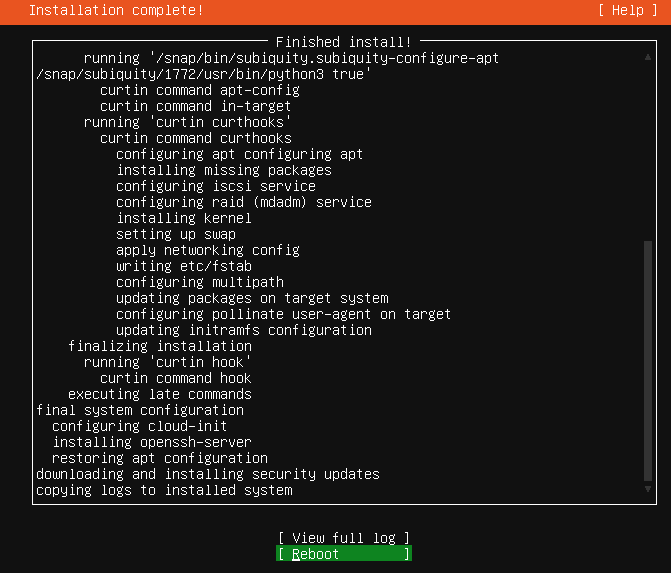 Installation complete! [ Help ]
Finished install!
running '/snap/bin/subiquity.subiquity-configure-apt
/snap/subiquity/1772/usr/bin/python3 true'
curtin command apt-config
curtin command in-target
running 'curtin curthooks'
curtin command curthooks
configuring apt configuring apt
installing missing packages
configuring iscsi service
configuring raid (mdadm) service
installing kernel
setting up swap
apply networking config
writing etc/fstab
configuring multipath
updating packages on target system
configuring pollinate user-agent on target
updating initramfs configuration
finalizing installation
running 'curtin hook'
curtin command hook
executing late commands
final system configuration
configuring cloud-init
installing openssh-server
restoring apt configuration
downloading and installing security updates
copying logs to installed system
[ View full log ]
[ Reboot ]